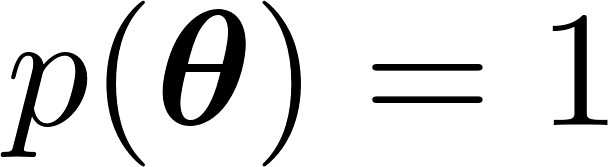 p(𝜽) = 1